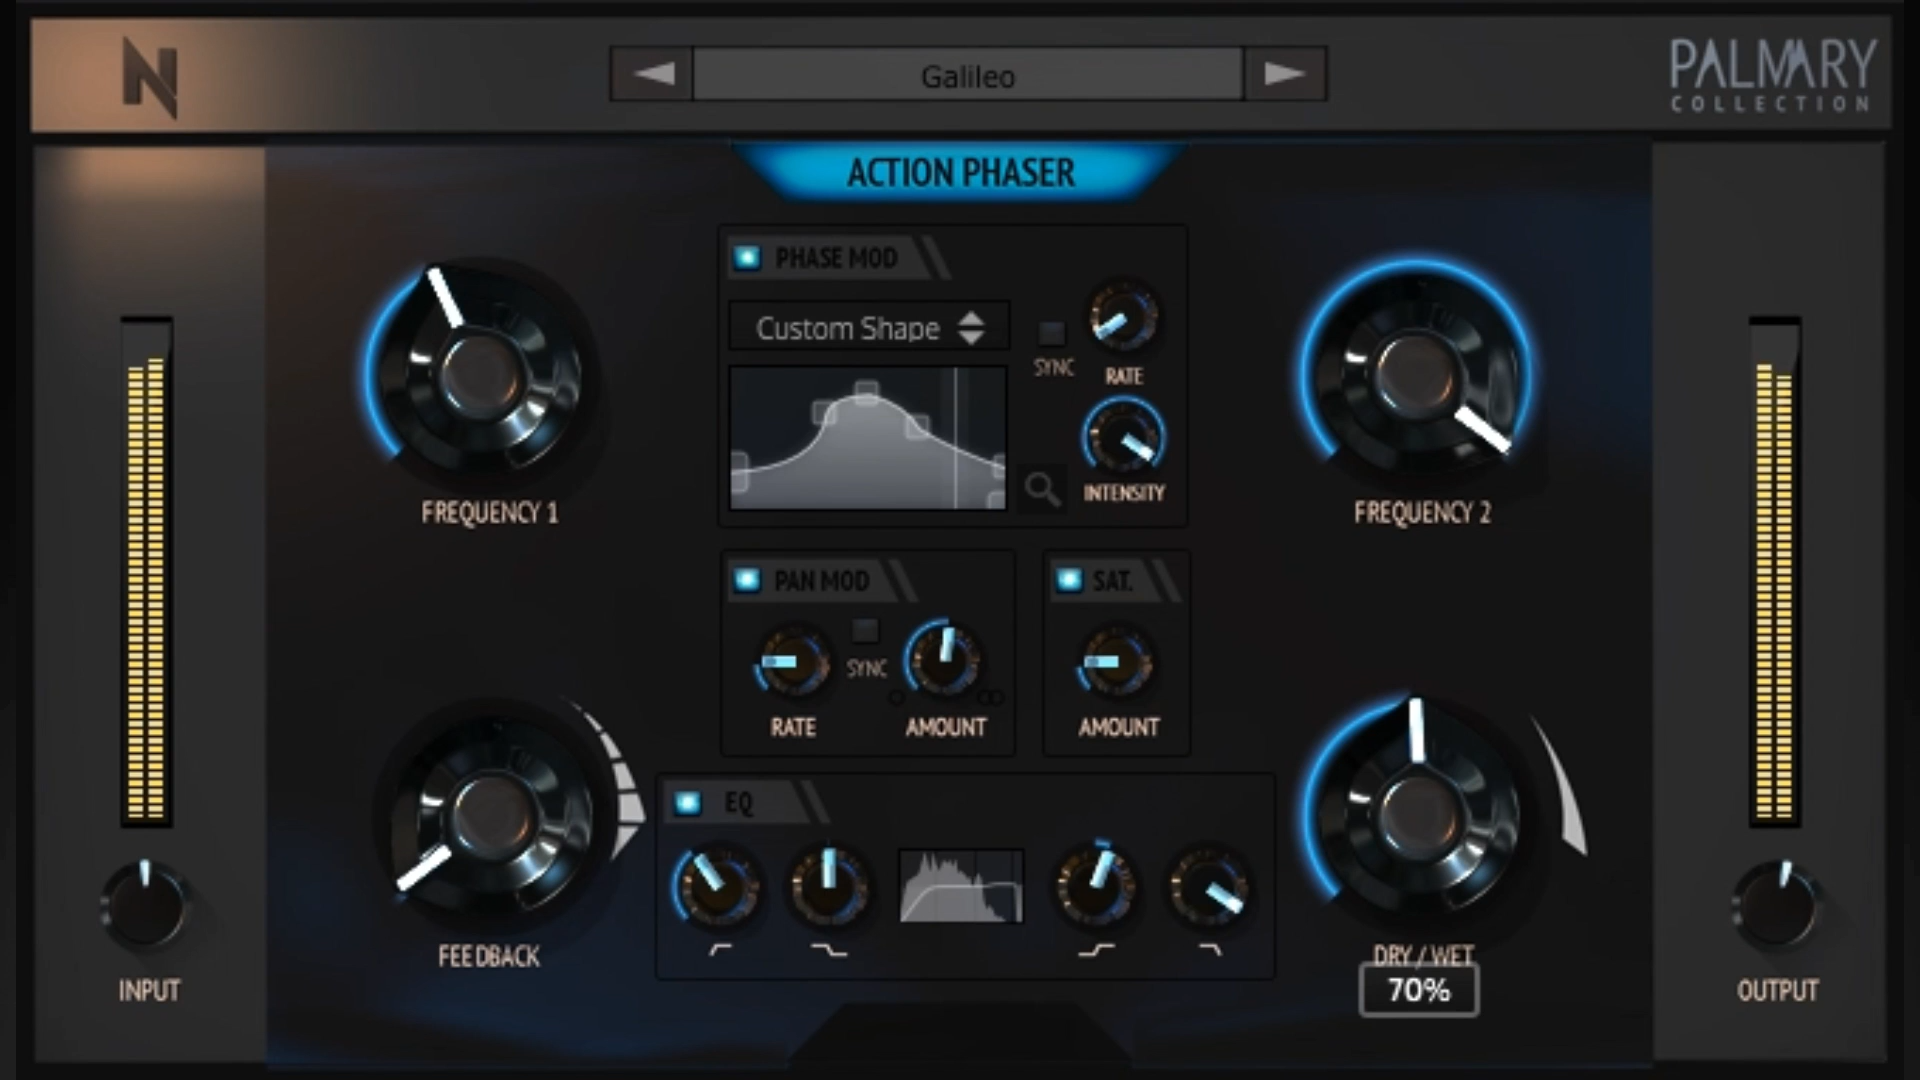 N
Galileo
PALMARY
COLLECTION
ACTION PHASER
PHASE MOD
Custom Shape
SYNC
RATE
INTENSITY
FREQUENCY 1
FREQUENCY 2
PAN MOD
SAT.
SYNC
RATE
AMOUNT
AMOUNT
EQ
FEEDBACK
DRY / WET
70%
INPUT
OUTPUT